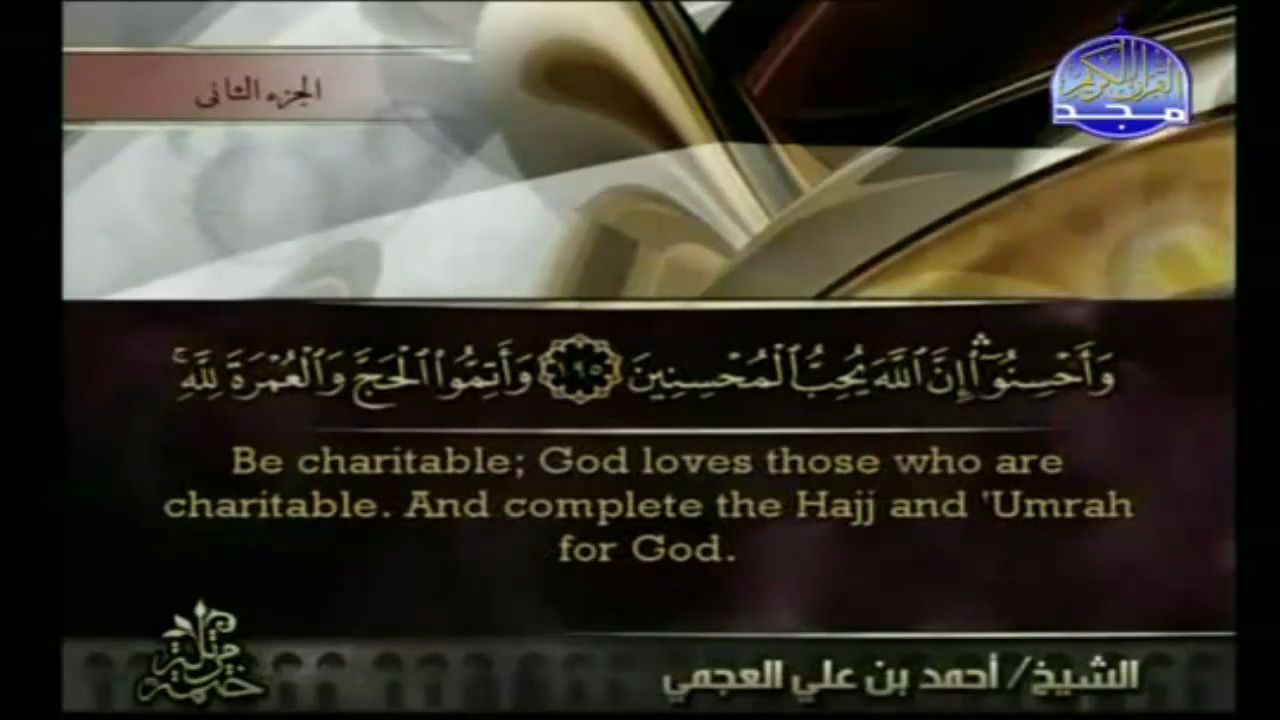 الجزء الثاني
القرآن الكريم
مجد
وَأَحْسِنُوٓا۟ ۛ إِنَّ ٱللَّهَ يُحِبُّ ٱلْمُحْسِنِينَ ١٩٥ وَأَتِمُّوا۟ ٱلْحَجَّ وَٱلْعُمْرَةَ لِلَّهِ ۚ
Be charitable; God loves those who are
charitable. And complete the Hajj and 'Umrah
for God.
ختمة مرتلة
الشيخ/ أحمد بن علي العجمي